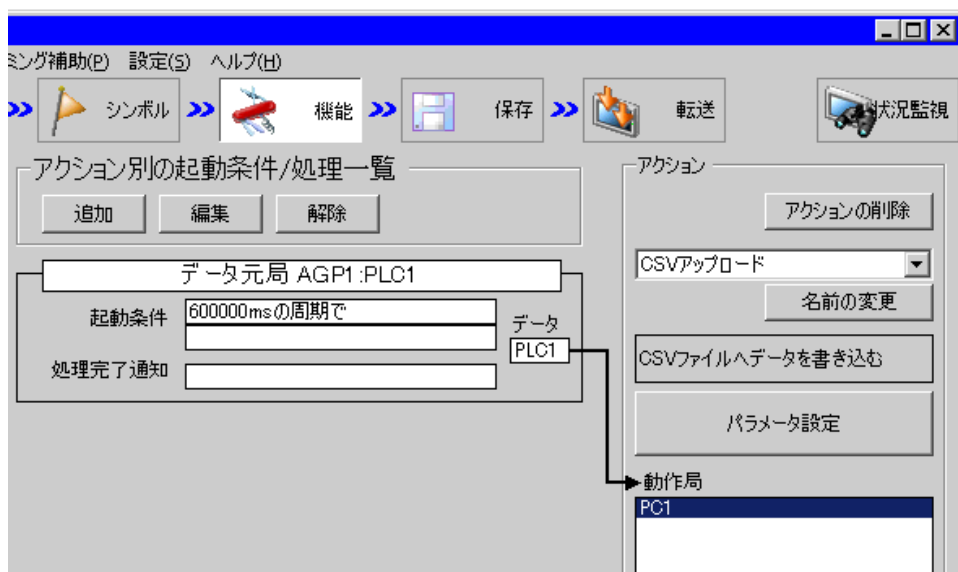 ミング補助(P) 設定(S) ヘルプ(H)
シンボル 機能 保存 転送 状況監視
アクション別の起動条件/処理一覧
追加 編集 解除
データ元局 AGP1:PLC1
起動条件 600000msの周期で
データ
PLC1
処理完了通知
アクション
アクションの削除
CSVアップロード
名前の変更
CSVファイルへデータを書き込む
パラメータ設定
動作局
PC1